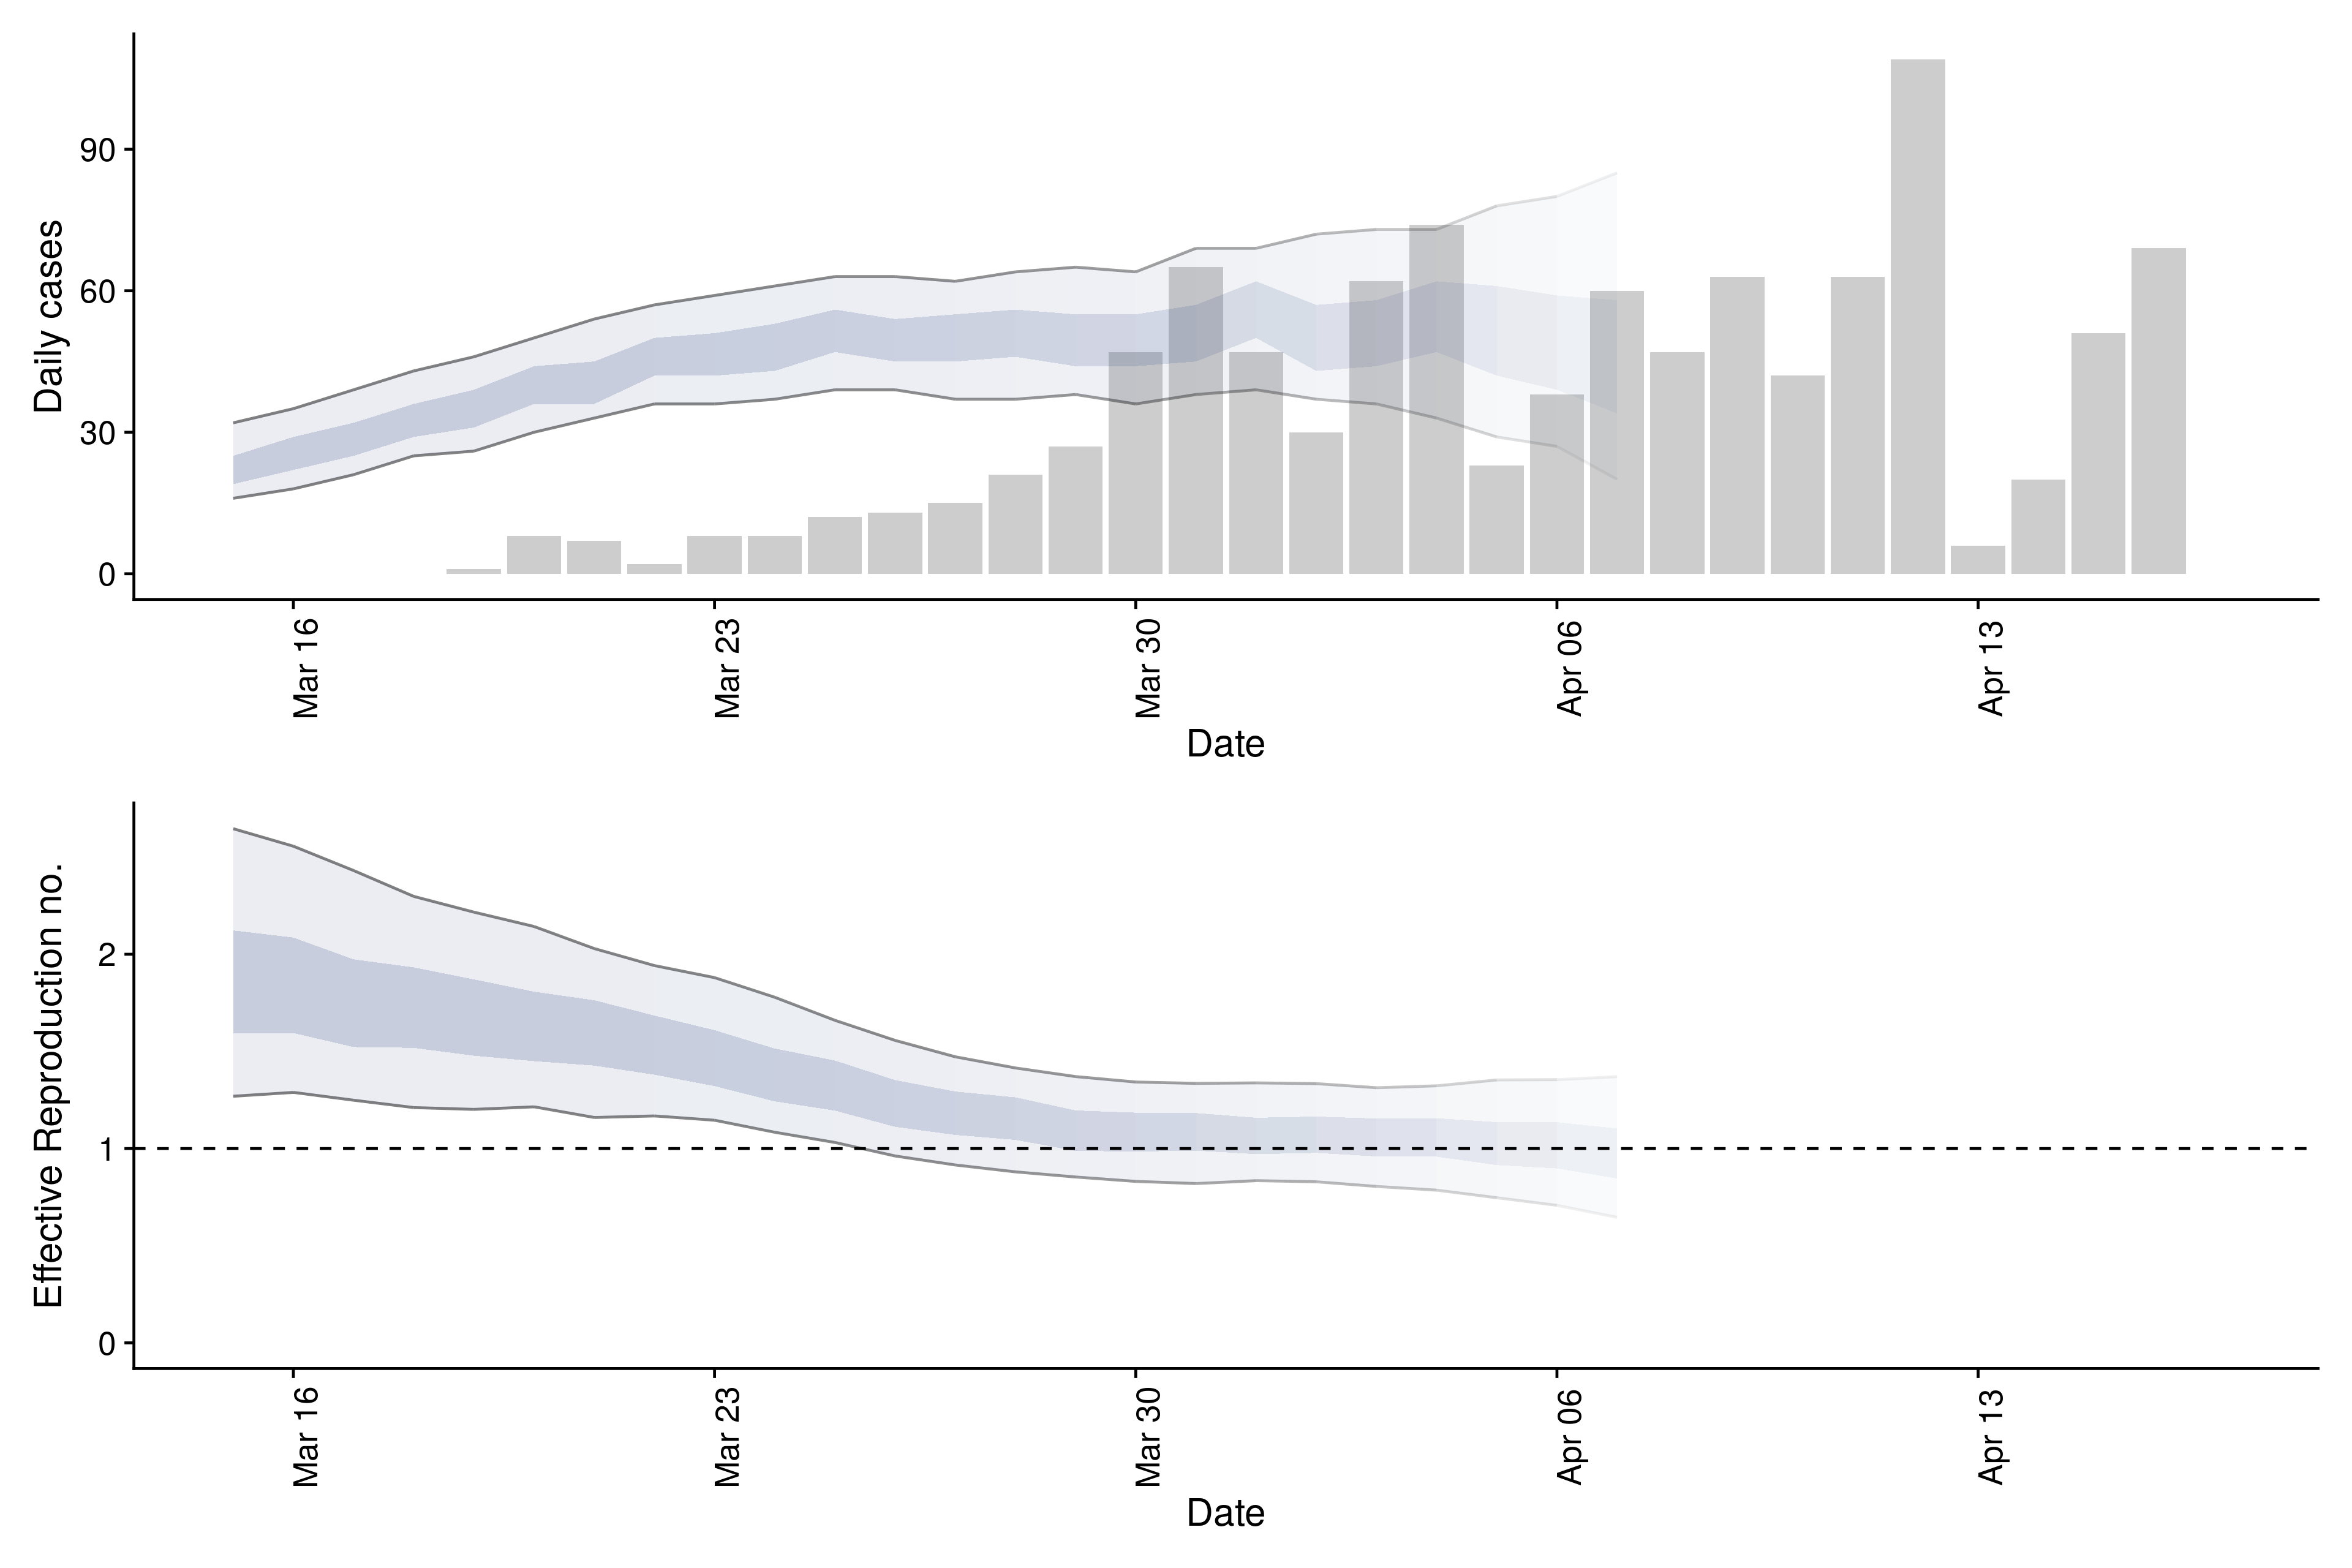 Daily cases
90
60
30
0
Mar 16
Mar 23
Mar 30
Apr 06
Apr 13
Date
Effective Reproduction no.
2
1
0
Mar 16
Mar 23
Mar 30
Apr 06
Apr 13
Date